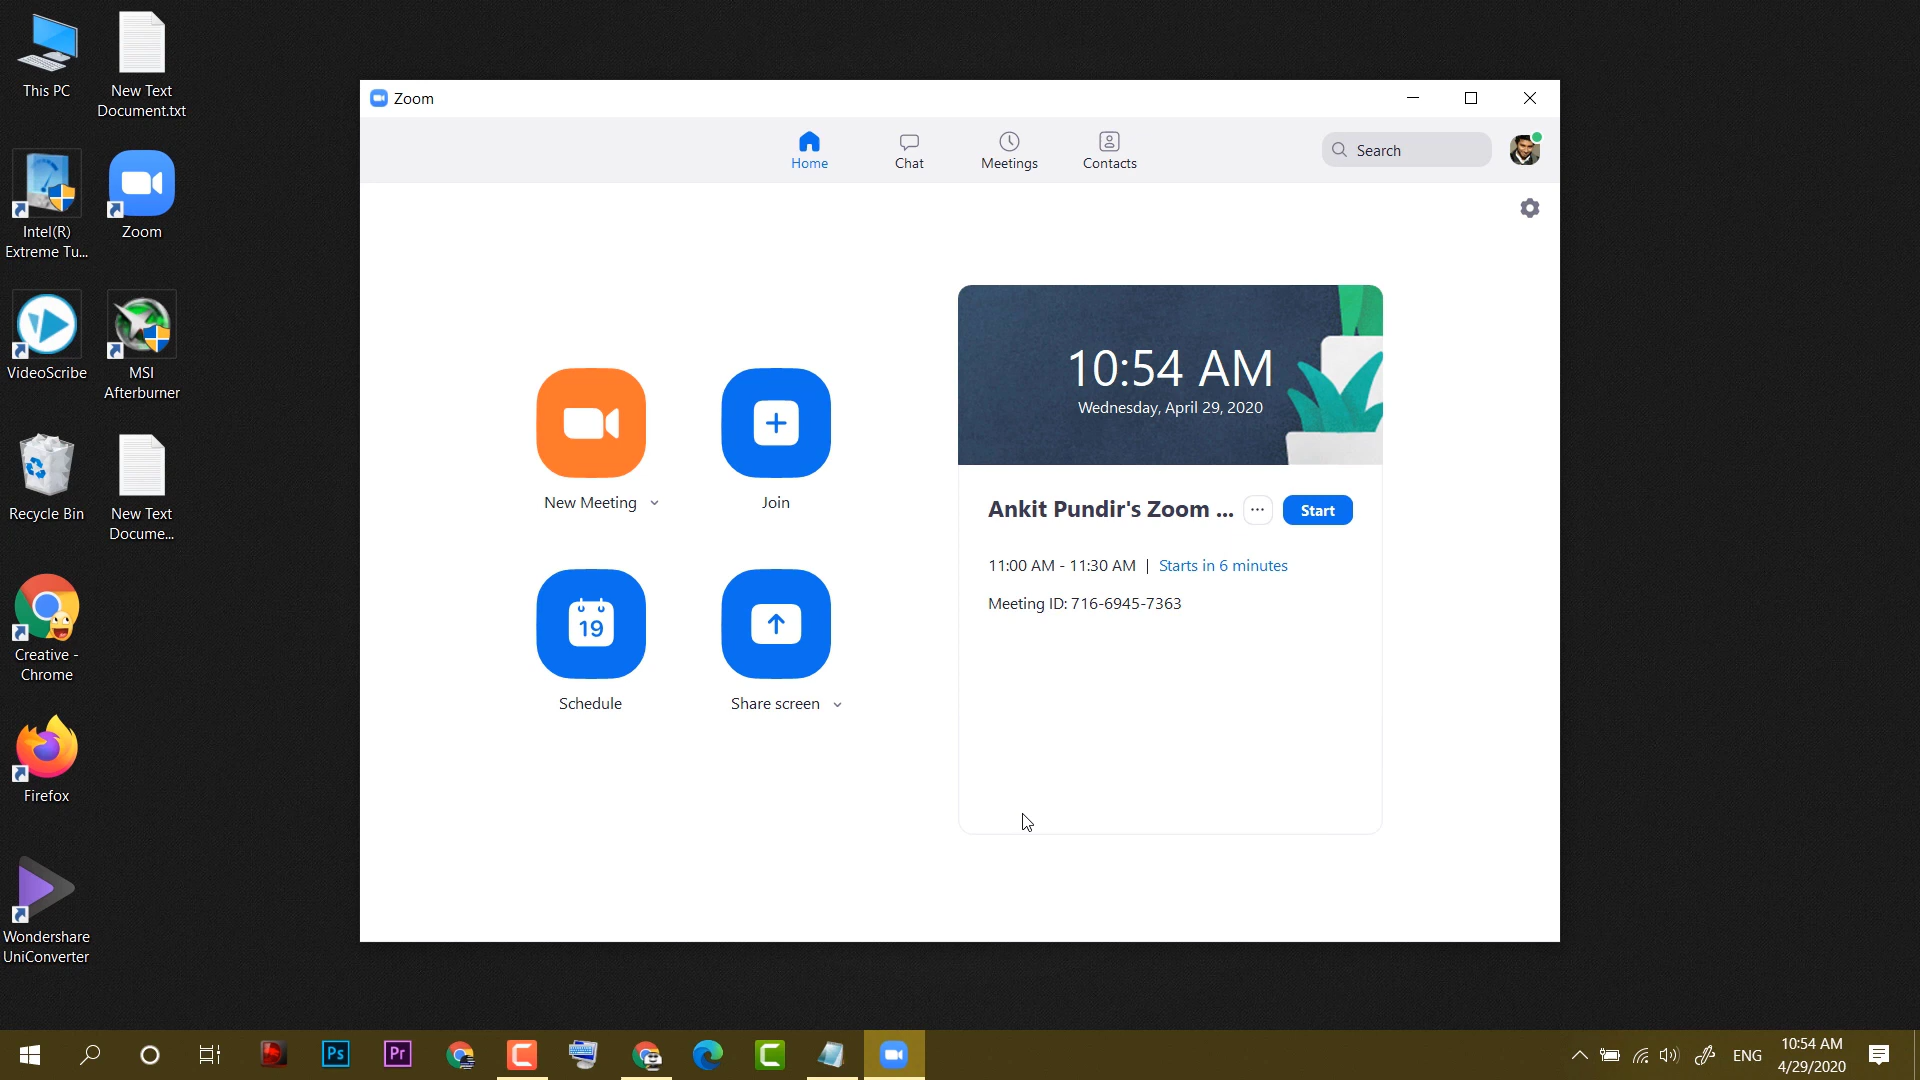 This PC
New Text
Document.txt
Intel(R)
Extreme Tu...
Zoom
VideoScribe
MSI
Afterburner
Recycle Bin
New Text
Docume...
Creative -
Chrome
Firefox
Wondershare
UniConverter
Zoom
Home
Chat
Meetings
Contacts
Search
New Meeting
Join
19
Schedule
Share screen
10:54 AM
Wednesday, April 29, 2020
Ankit Pundir's Zoom ...
Start
11:00 AM - 11:30 AM | Starts in 6 minutes
Meeting ID: 716-6945-7363
Ps
Pr
ENG
10:54 AM
4/29/2020